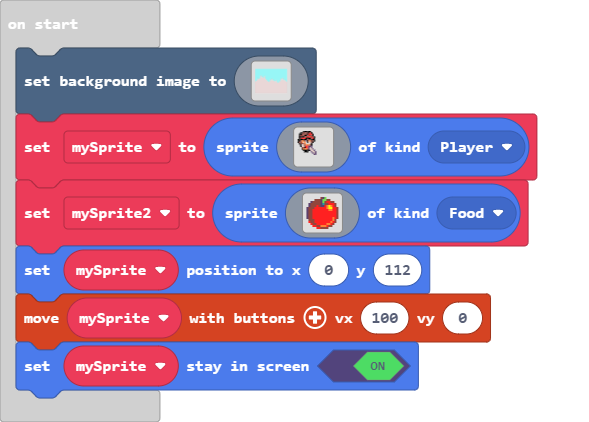 on start
set background image to
set mySprite to sprite of kind Player
set mySprite2 to sprite of kind Food
set mySprite position to x 0 y 112
move mySprite with buttons + vx 100 vy 0
set mySprite stay in screen ON